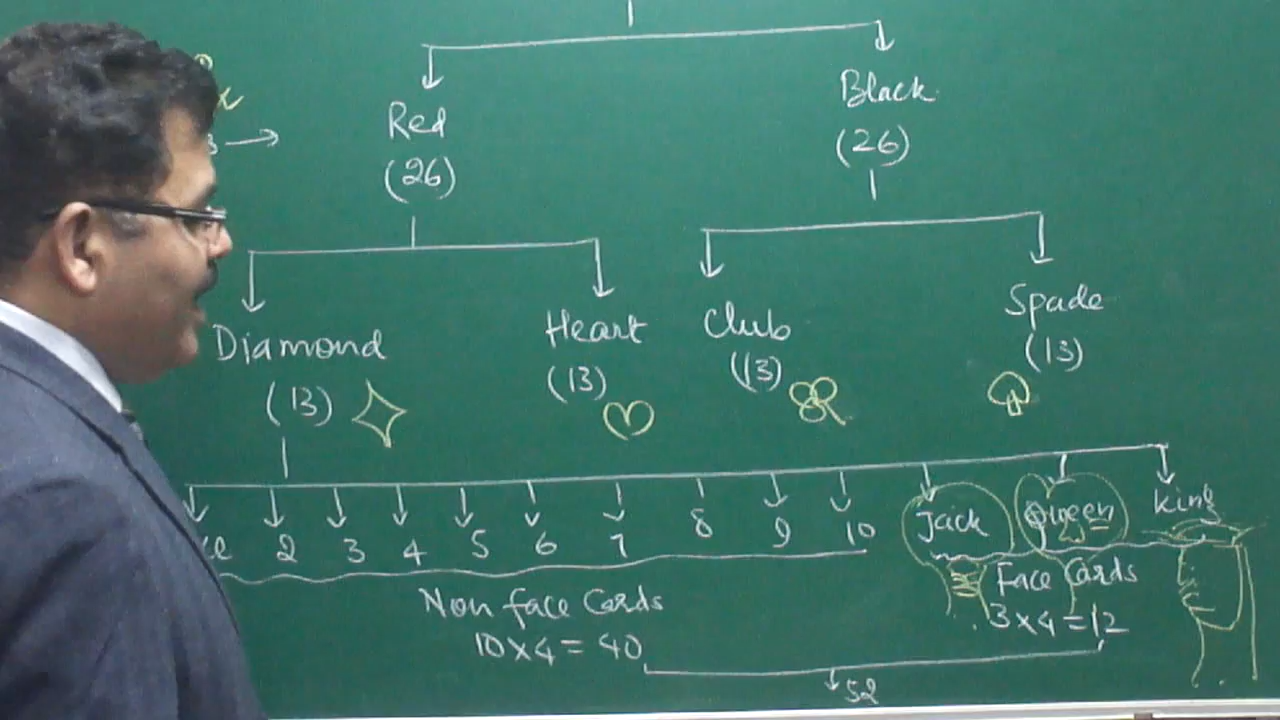 Red
Black
(26)
(26)
Diamond
Heart
Club
Spade
(13)
(13)
(13)
(13)
2 3 4 5 6 7 8 9 10 Jack Queen King
Non face Cards
Face Cards
10 x 4 = 40
3 x 4 = 12
52